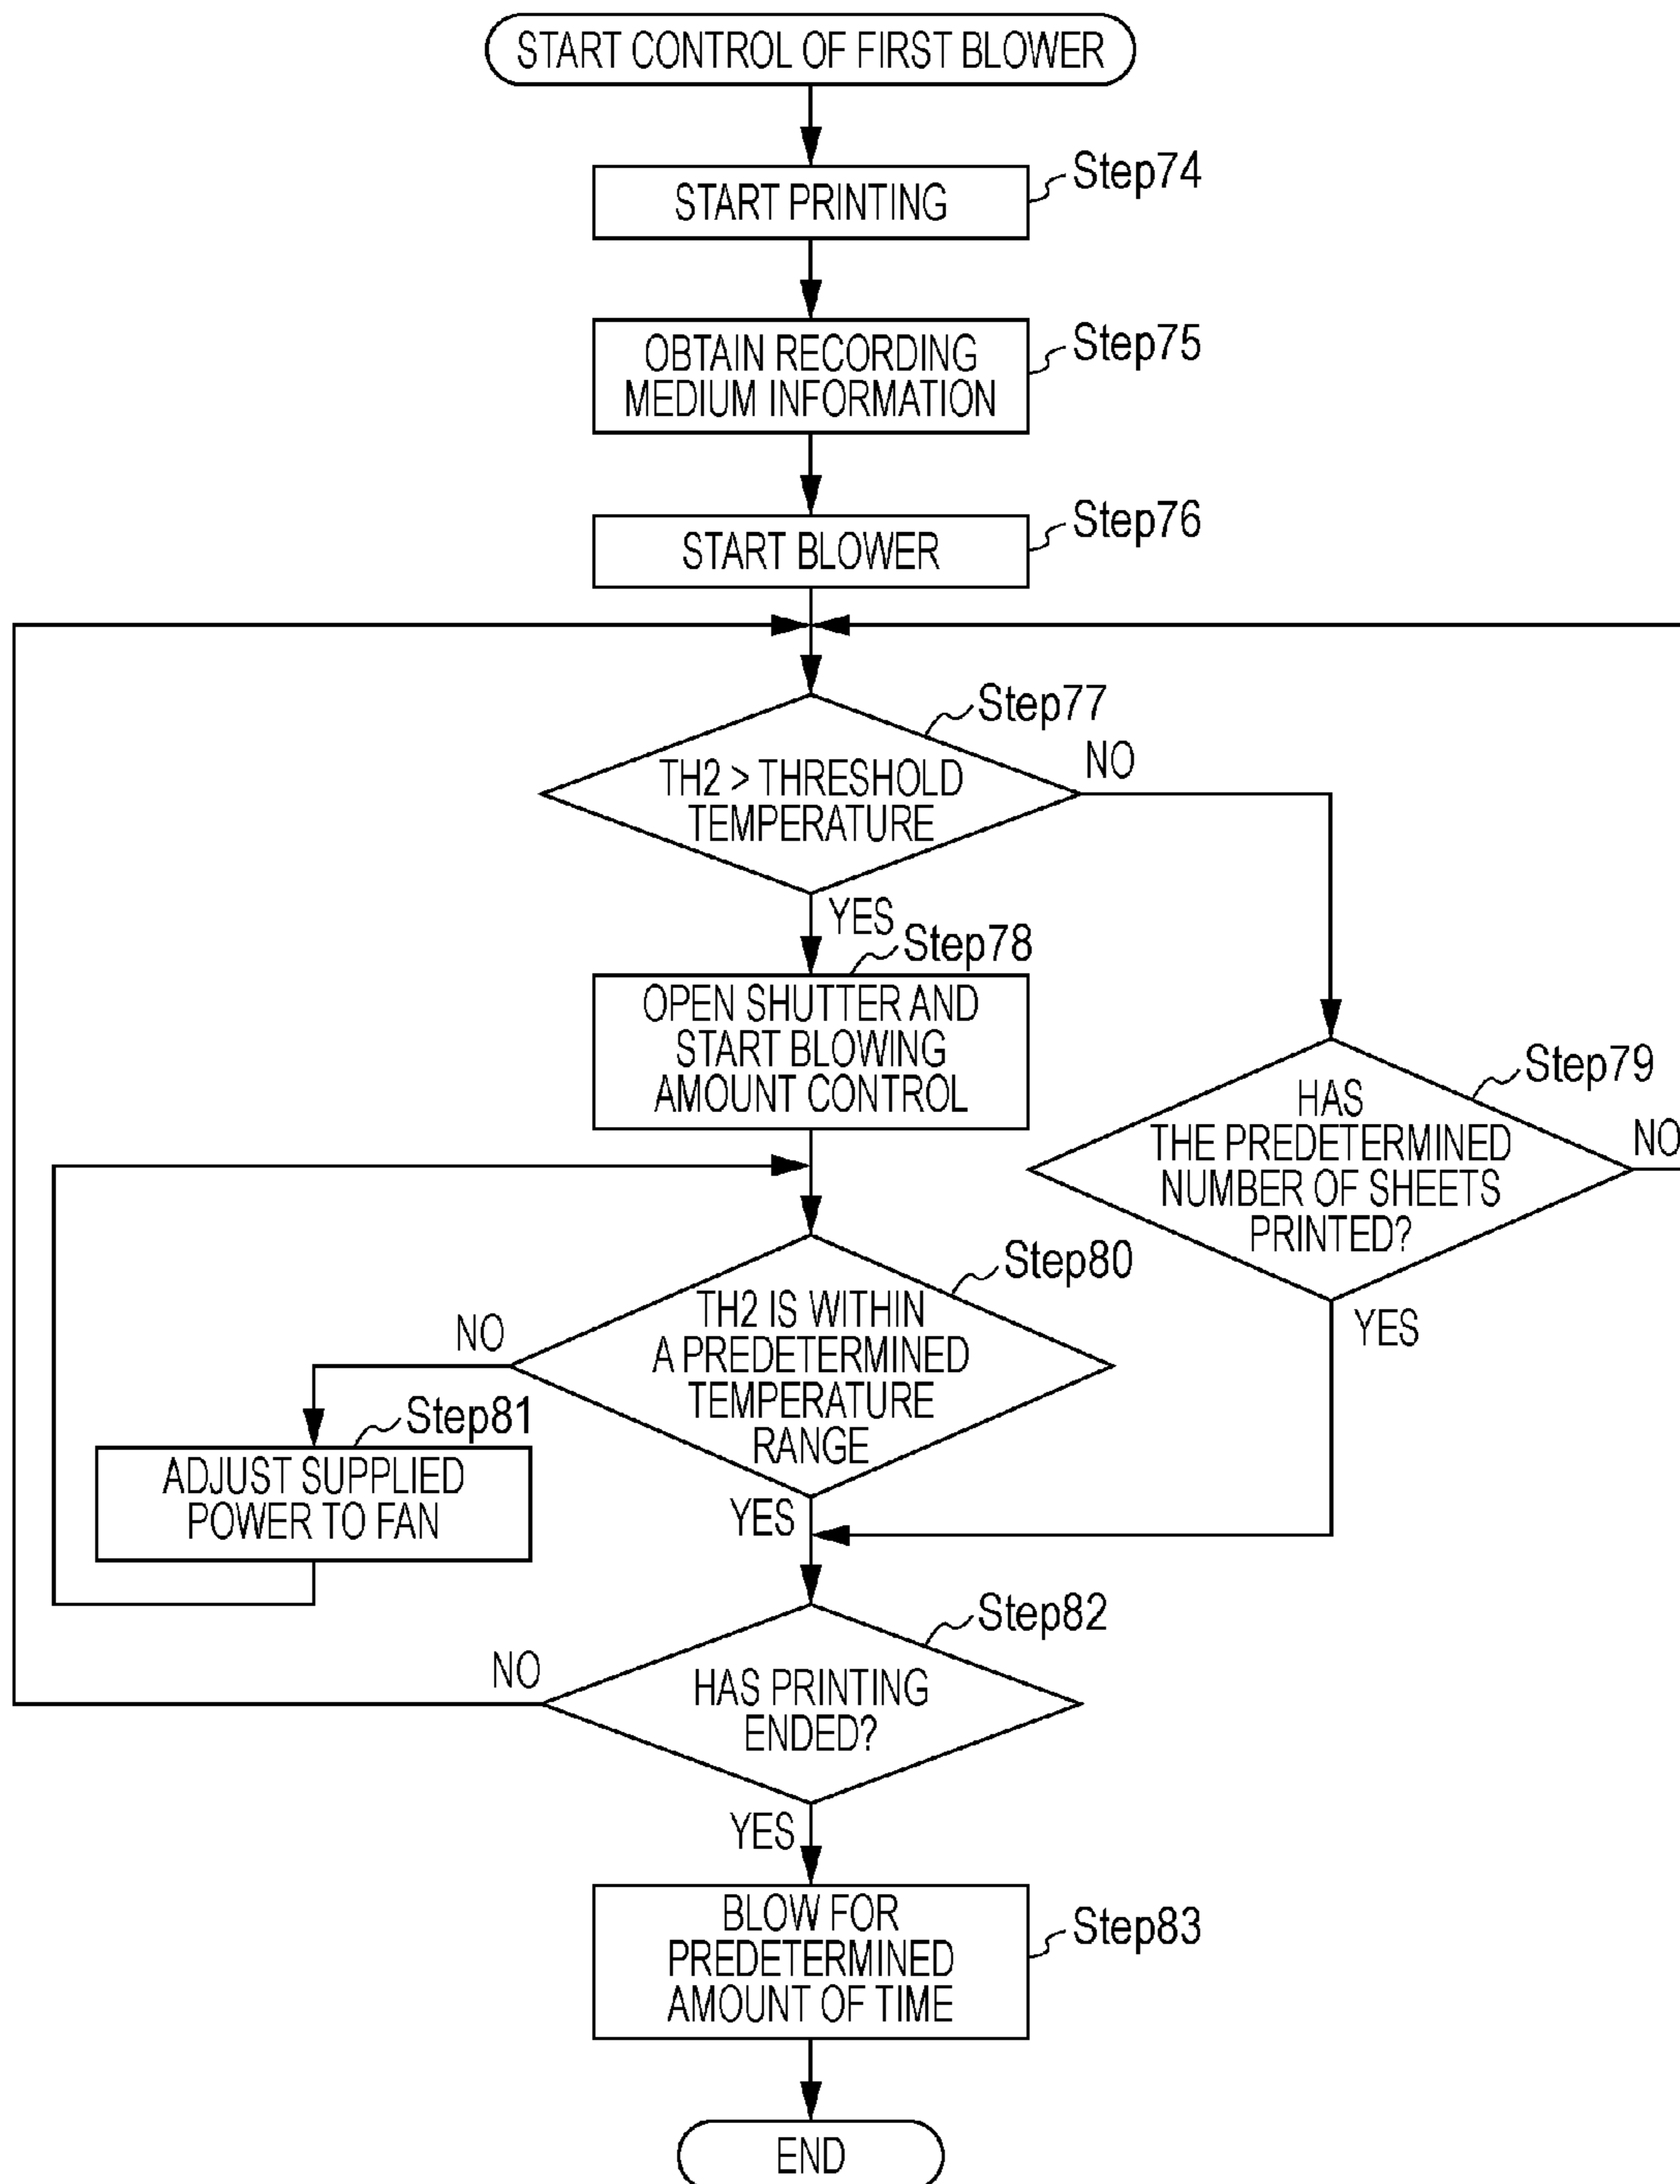 START CONTROL OF FIRST BLOWER
START PRINTING
Step74
OBTAIN RECORDING
MEDIUM INFORMATION
Step75
START BLOWER
Step76
Step77
TH2 > THRESHOLD
TEMPERATURE
NO
YES
Step78
OPEN SHUTTER AND
START BLOWING
AMOUNT CONTROL
Step79
HAS
THE PREDETERMINED
NUMBER OF SHEETS
PRINTED?
NO
YES
Step80
TH2 IS WITHIN
A PREDETERMINED
TEMPERATURE
RANGE
NO
YES
Step81
ADJUST SUPPLIED
POWER TO FAN
Step82
HAS PRINTING
ENDED?
NO
YES
BLOW FOR
PREDETERMINED
AMOUNT OF TIME
Step83
END